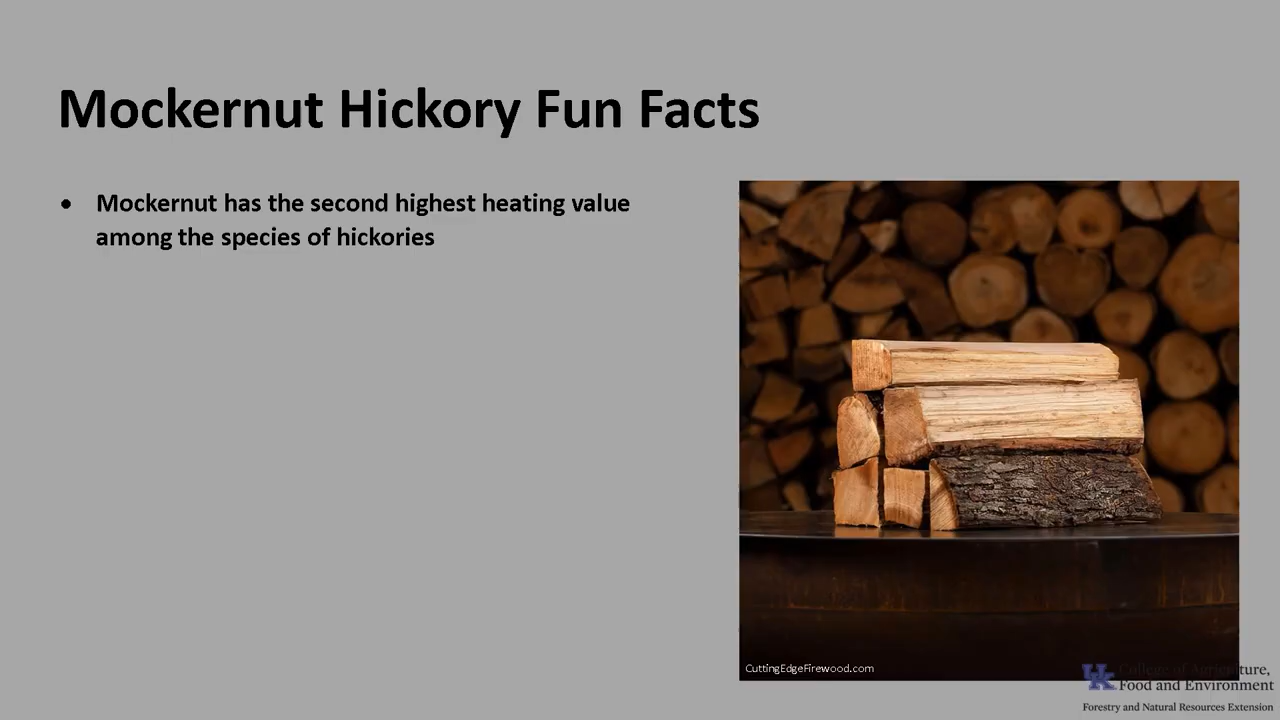 Mockernut Hickory Fun Facts
• Mockernut has the second highest heating value
among the species of hickories
CuttingEdgeFirewood.com
UK College of Agriculture,
Food and Environment
Forestry and Natural Resources Extension